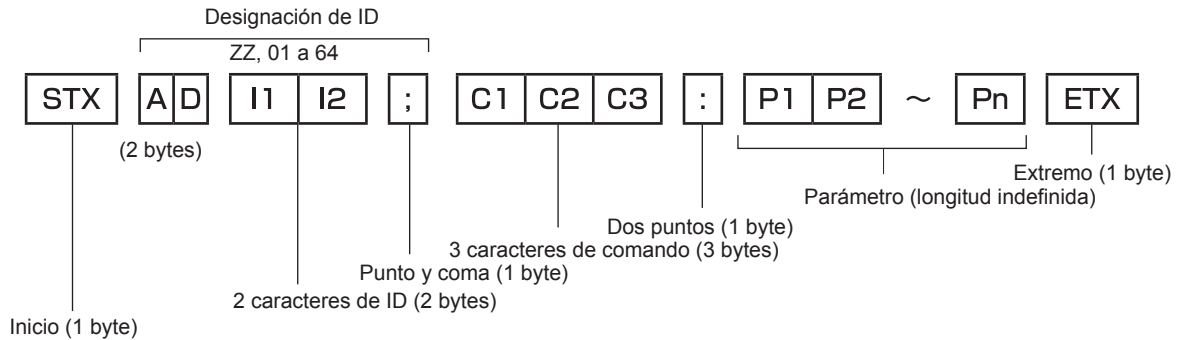 Designación de ID
ZZ, 01 a 64
STX A D I1 I2 ; C1 C2 C3 : P1 P2 ～ Pn ETX
(2 bytes)
Extremo (1 byte)
Parámetro (longitud indefinida)
Dos puntos (1 byte)
3 caracteres de comando (3 bytes)
Punto y coma (1 byte)
2 caracteres de ID (2 bytes)
Inicio (1 byte)